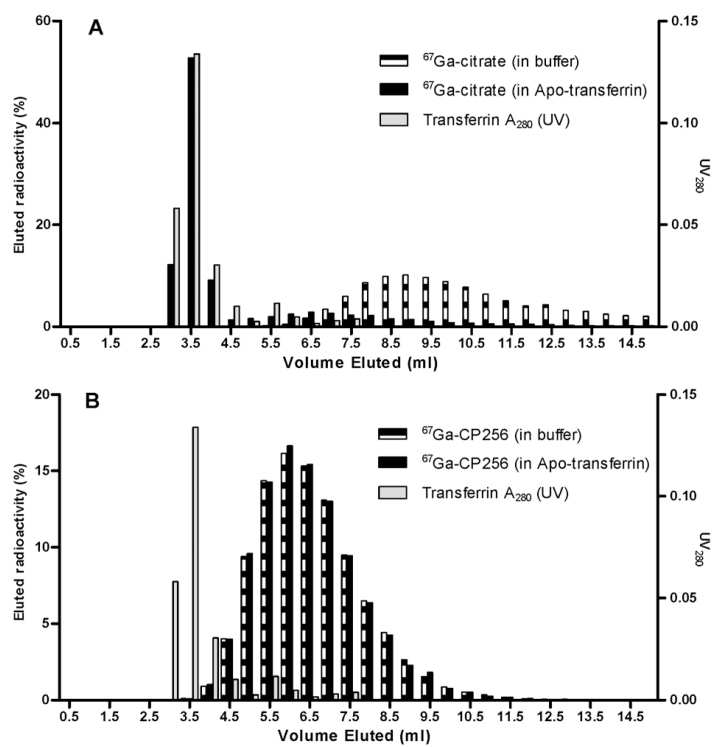 A
60
40
20
0
Eluted radioactivity (%)
⁶⁷Ga-citrate (in buffer)
⁶⁷Ga-citrate (in Apo-transferrin)
Transferrin A₂₈₀ (UV)
0.15
0.10
0.05
0.00
UV₂₈₀
0.5 1.5 2.5 3.5 4.5 5.5 6.5 7.5 8.5 9.5 10.5 11.5 12.5 13.5 14.5
Volume Eluted (ml)
B
20
15
10
5
0
Eluted radioactivity (%)
⁶⁷Ga-CP256 (in buffer)
⁶⁷Ga-CP256 (in Apo-transferrin)
Transferrin A₂₈₀ (UV)
0.15
0.10
0.05
0.00
UV₂₈₀
0.5 1.5 2.5 3.5 4.5 5.5 6.5 7.5 8.5 9.5 10.5 11.5 12.5 13.5 14.5
Volume Eluted (ml)